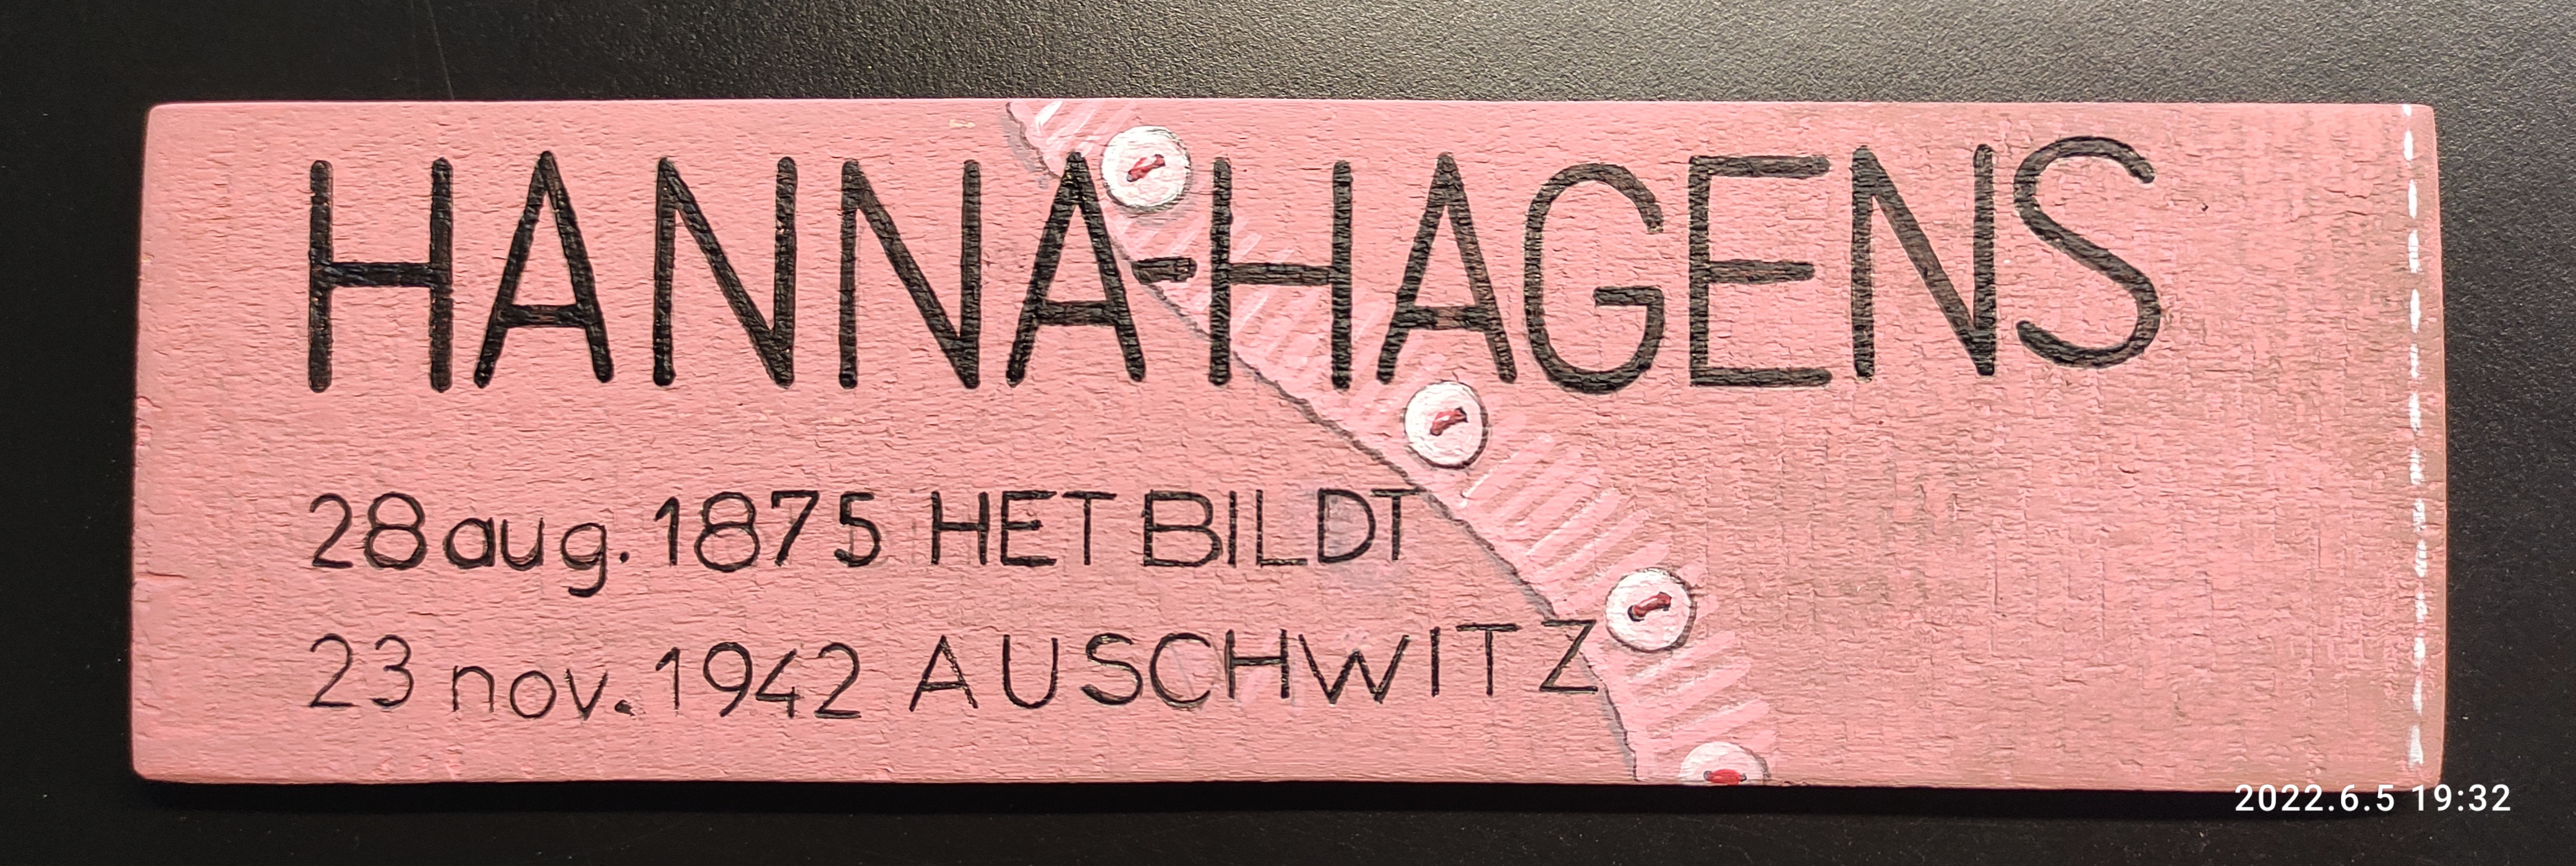 HANNA-HAGENS
28 aug. 1875 HET BILDT
23 nov. 1942 AUSCHWITZ
2022.6.5 19:32